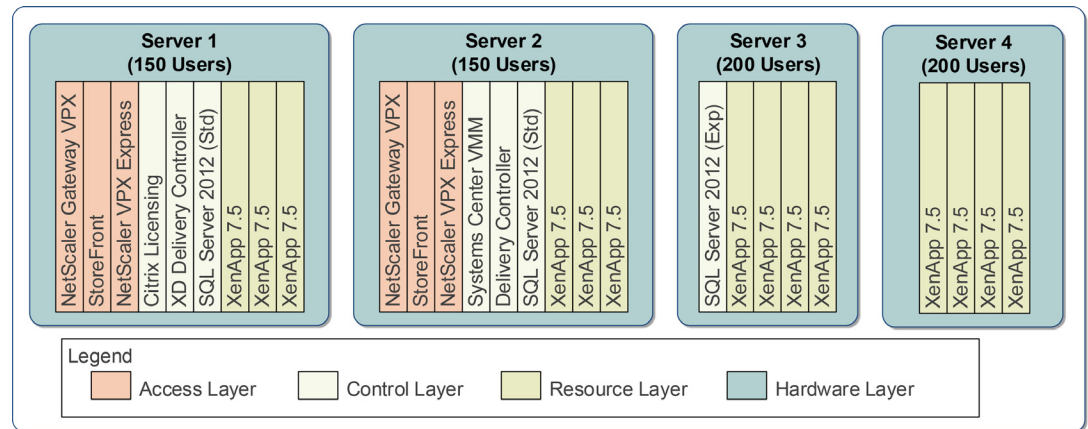 Server 1
(150 Users)
NetScaler Gateway VPX
StoreFront
NetScaler VPX Express
Citrix Licensing
XD Delivery Controller
SQL Server 2012 (Std)
XenApp 7.5
XenApp 7.5
XenApp 7.5
Server 2
(150 Users)
NetScaler Gateway VPX
StoreFront
NetScaler VPX Express
Systems Center VMM
Delivery Controller
SQL Server 2012 (Std)
XenApp 7.5
XenApp 7.5
XenApp 7.5
Server 3
(200 Users)
SQL Server 2012 (Exp)
XenApp 7.5
XenApp 7.5
XenApp 7.5
XenApp 7.5
Server 4
(200 Users)
XenApp 7.5
XenApp 7.5
XenApp 7.5
XenApp 7.5
Legend
Access Layer
Control Layer
Resource Layer
Hardware Layer